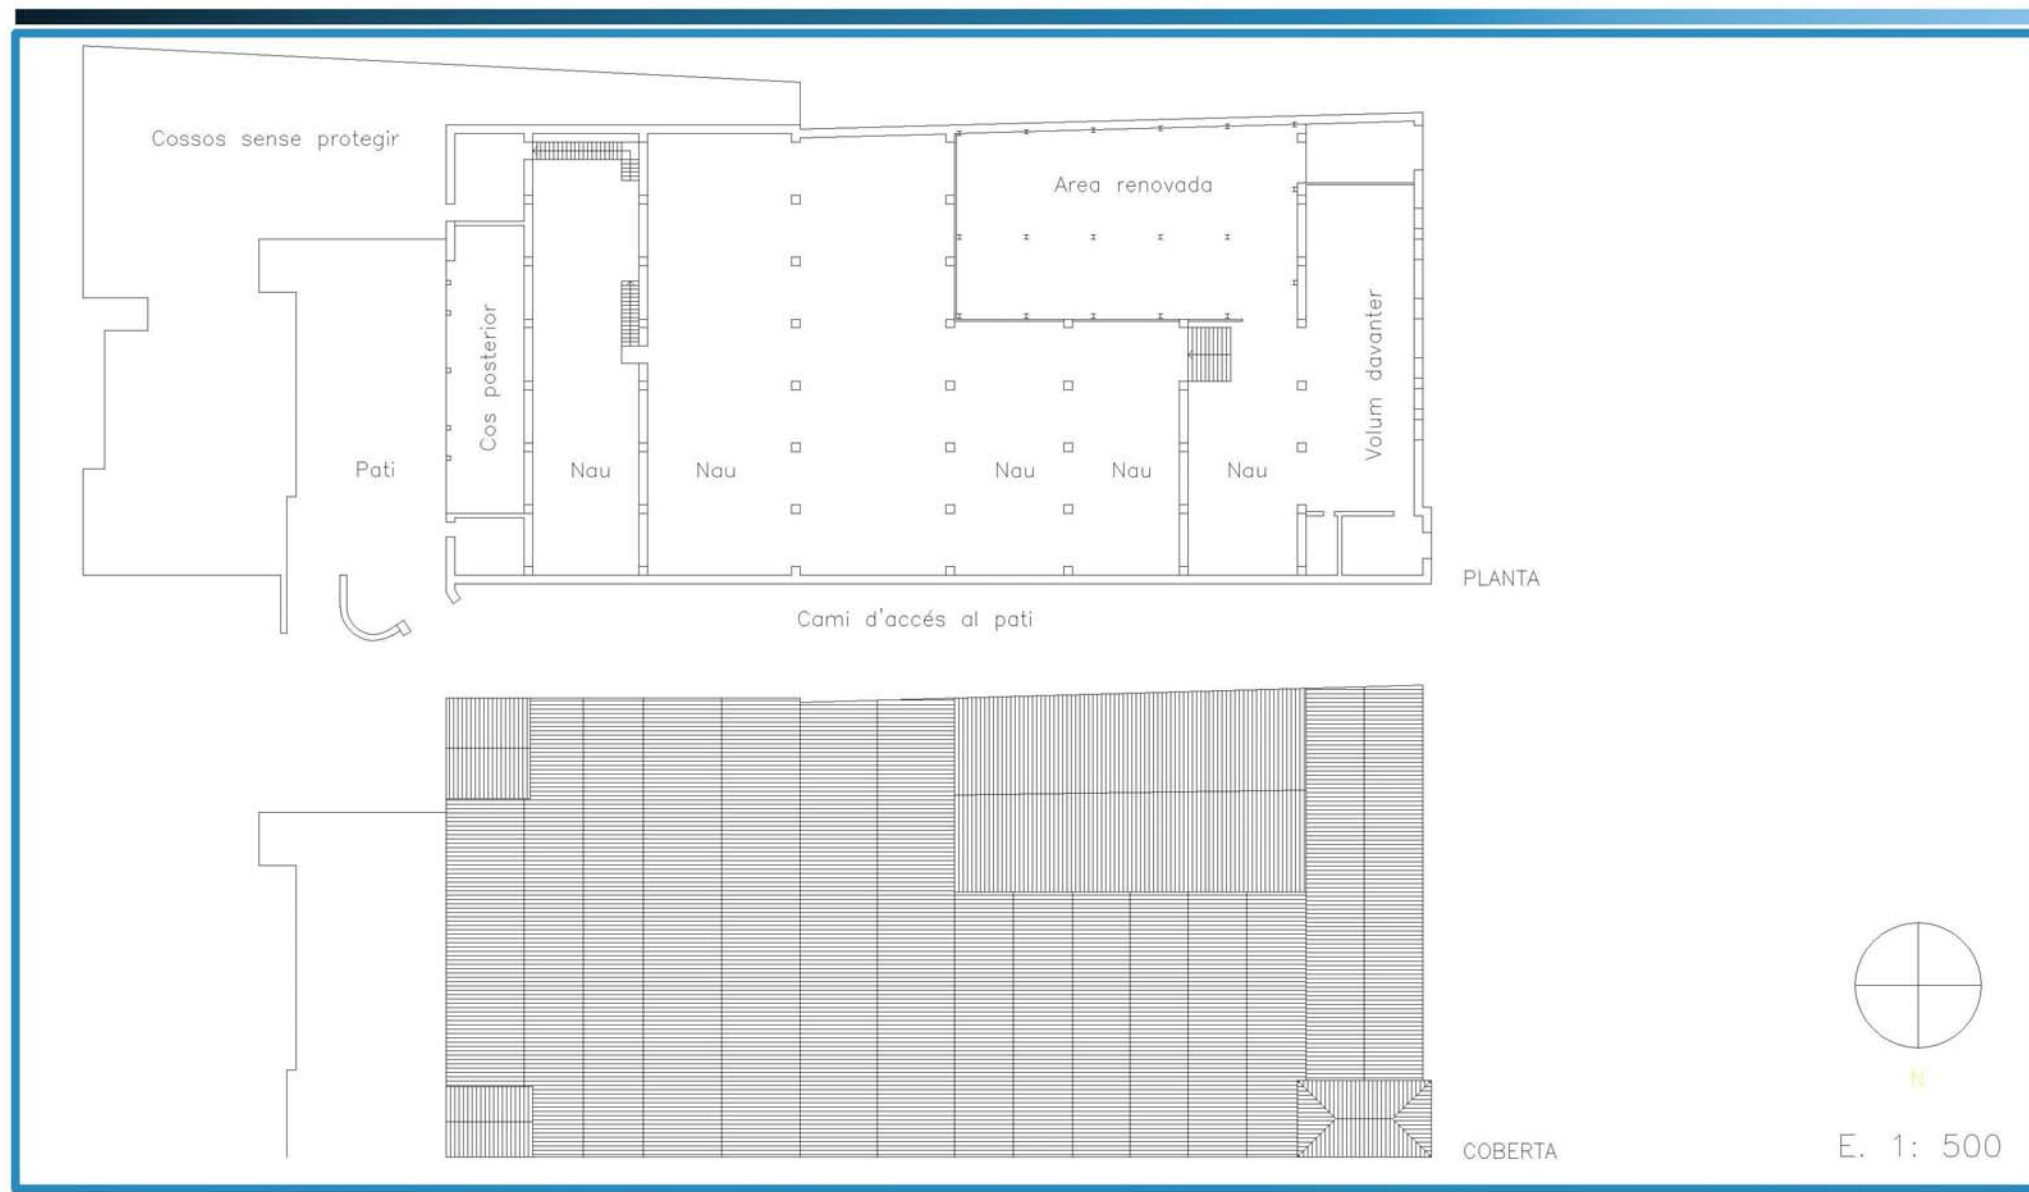 Cossos sense protegir
Area renovada
Cos posterior
Volum davanter
Pati
Nau
Nau
Nau
Nau
Nau
PLANTA
Cami d'accés al pati
N
COBERTA
E. 1: 500